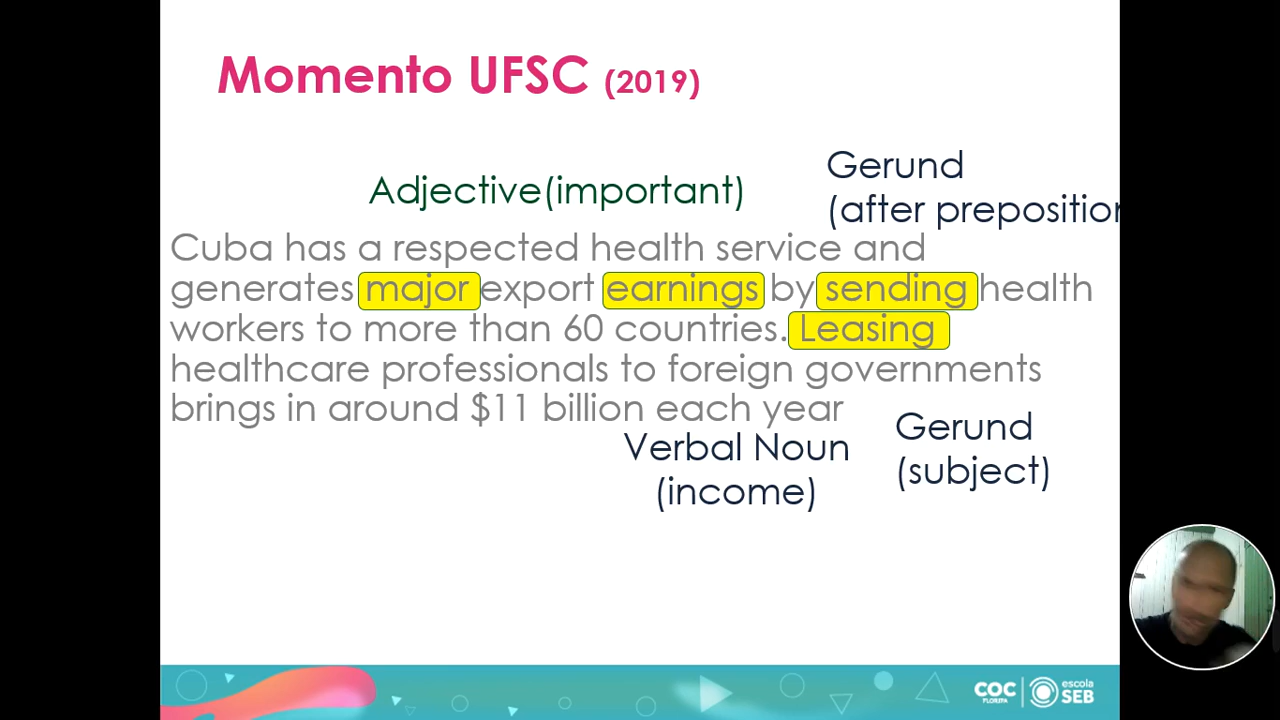 Momento UFSC (2019)
Adjective(important)
Gerund
(after preposition
Cuba has a respected health service and
generates major export earnings by sending health
workers to more than 60 countries. Leasing
healthcare professionals to foreign governments
brings in around $11 billion each year
Verbal Noun
(income)
Gerund
(subject)
COC
FLORIPA
escola
SEB